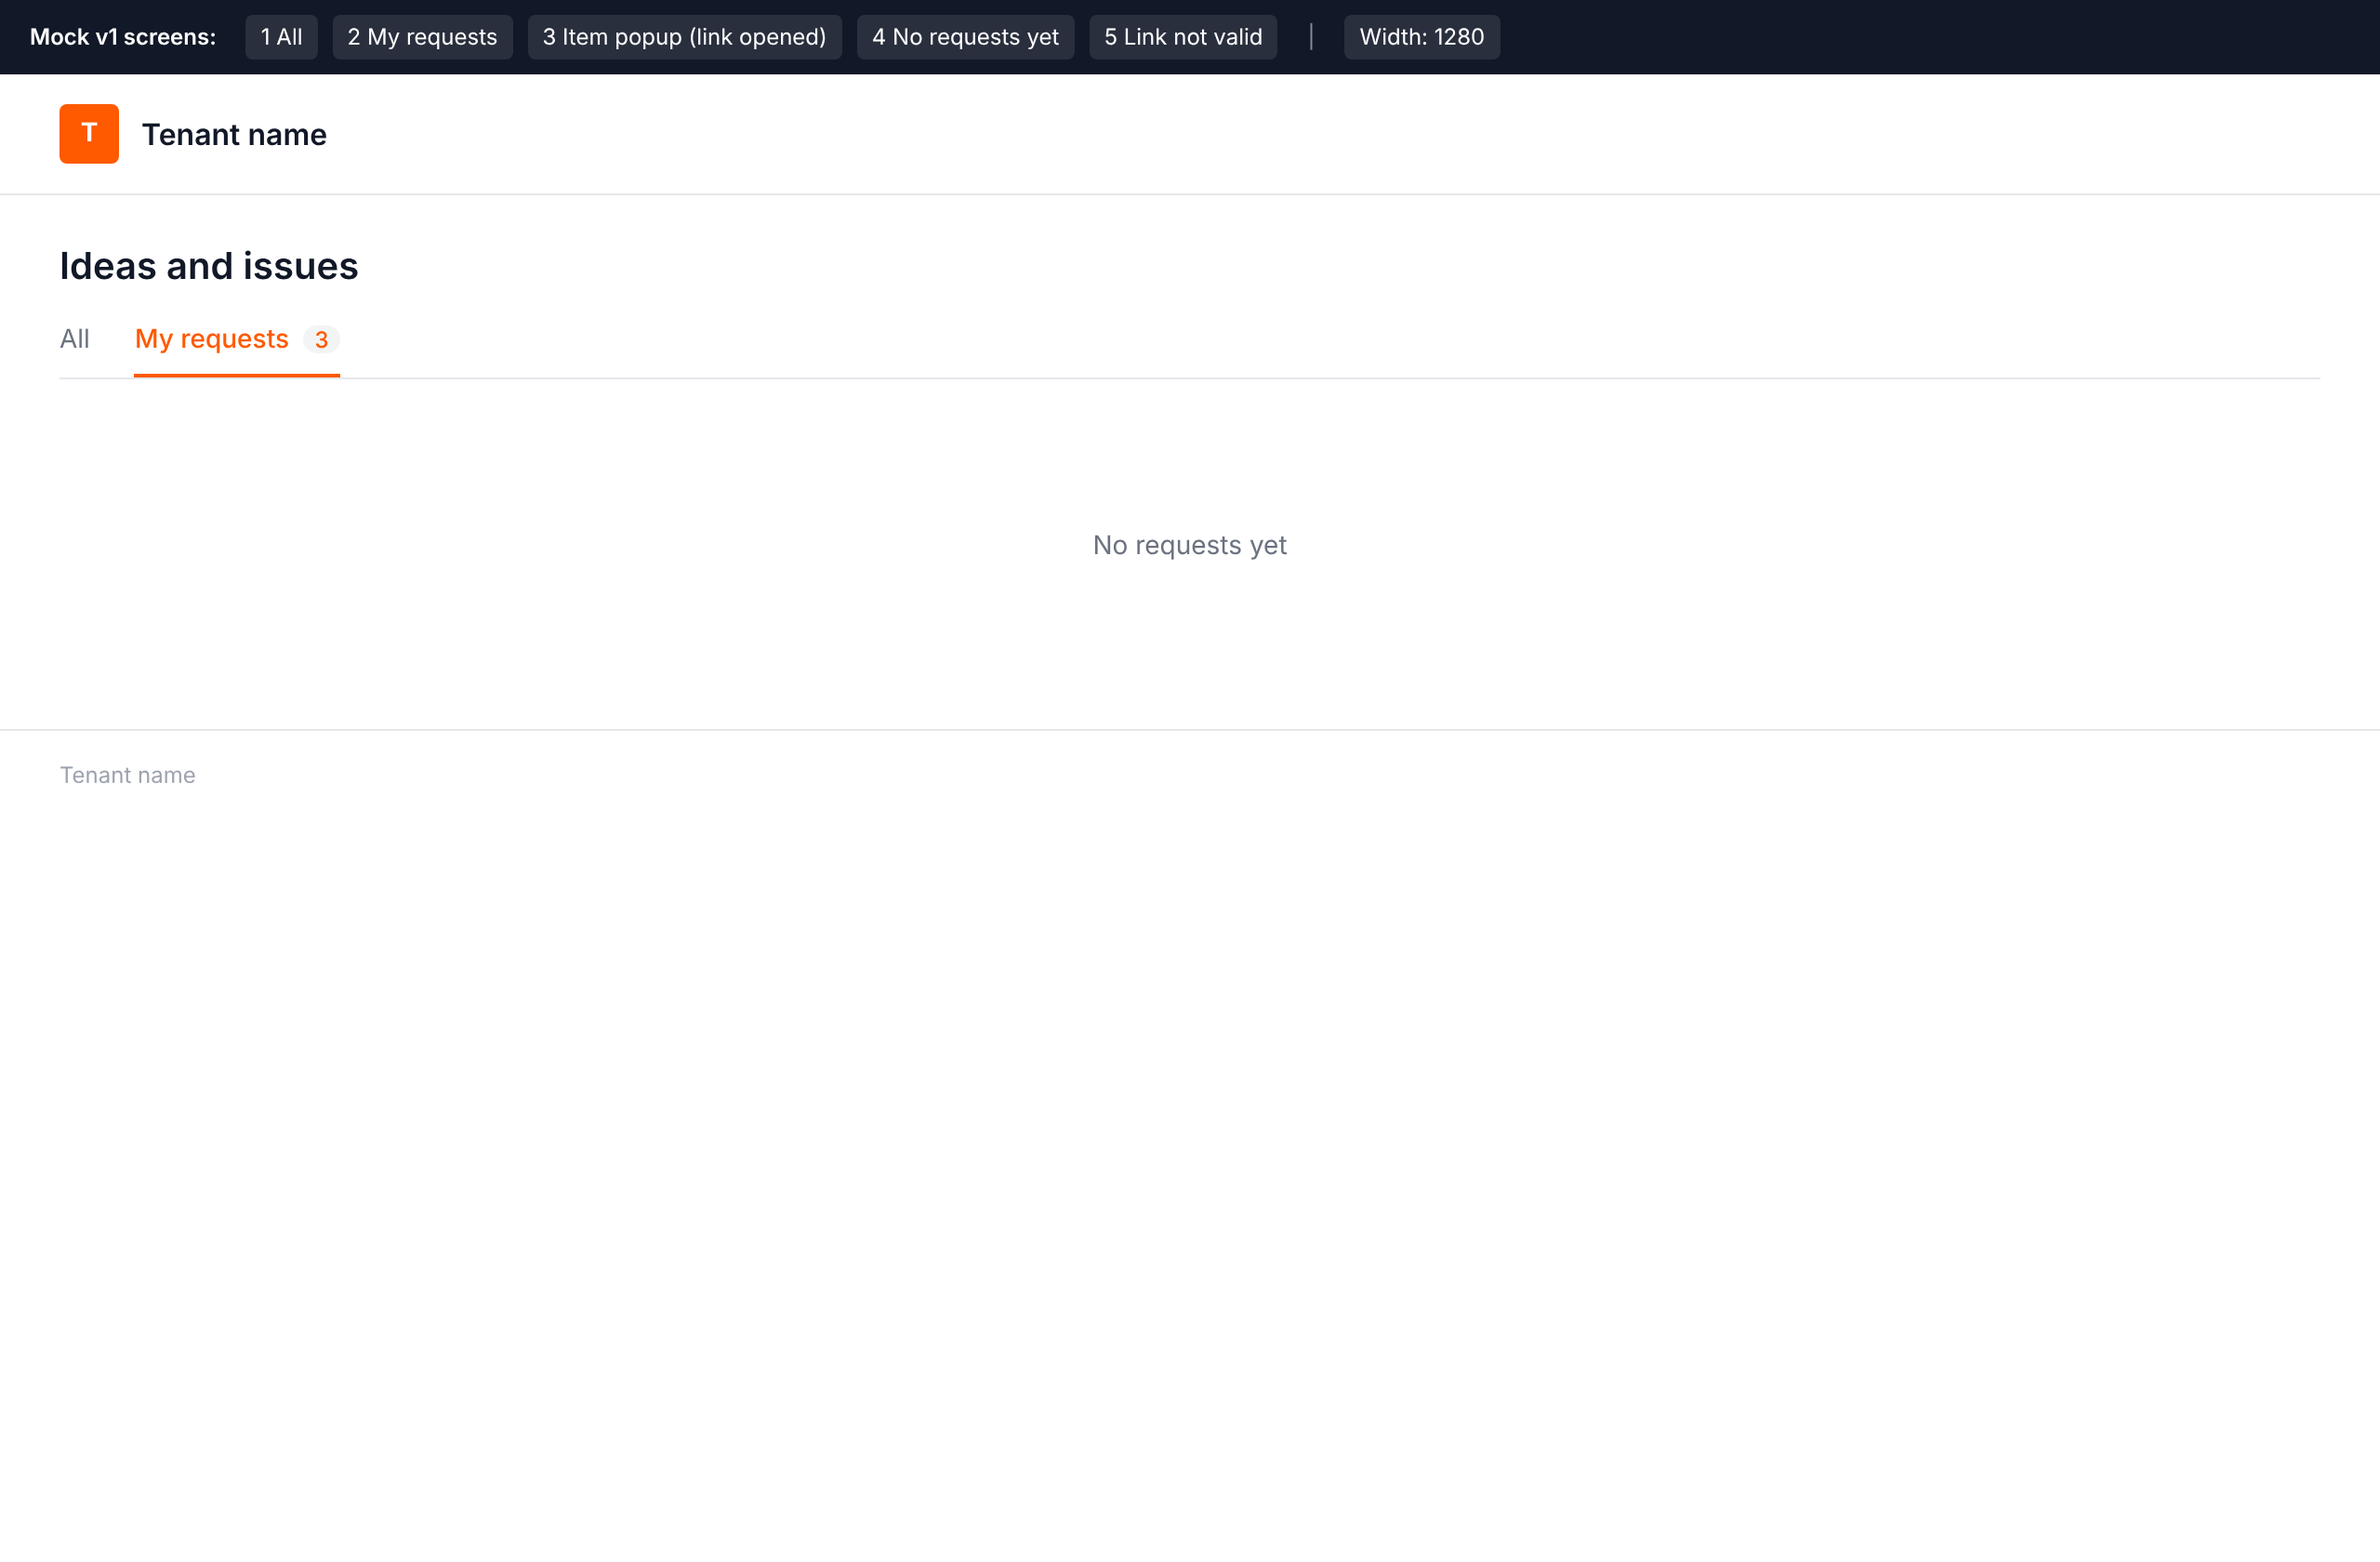 Mock v1 screens: 1 All 2 My requests 3 Item popup (link opened) 4 No requests yet 5 Link not valid | Width: 1280
T Tenant name
Ideas and issues
All My requests 3
No requests yet
Tenant name